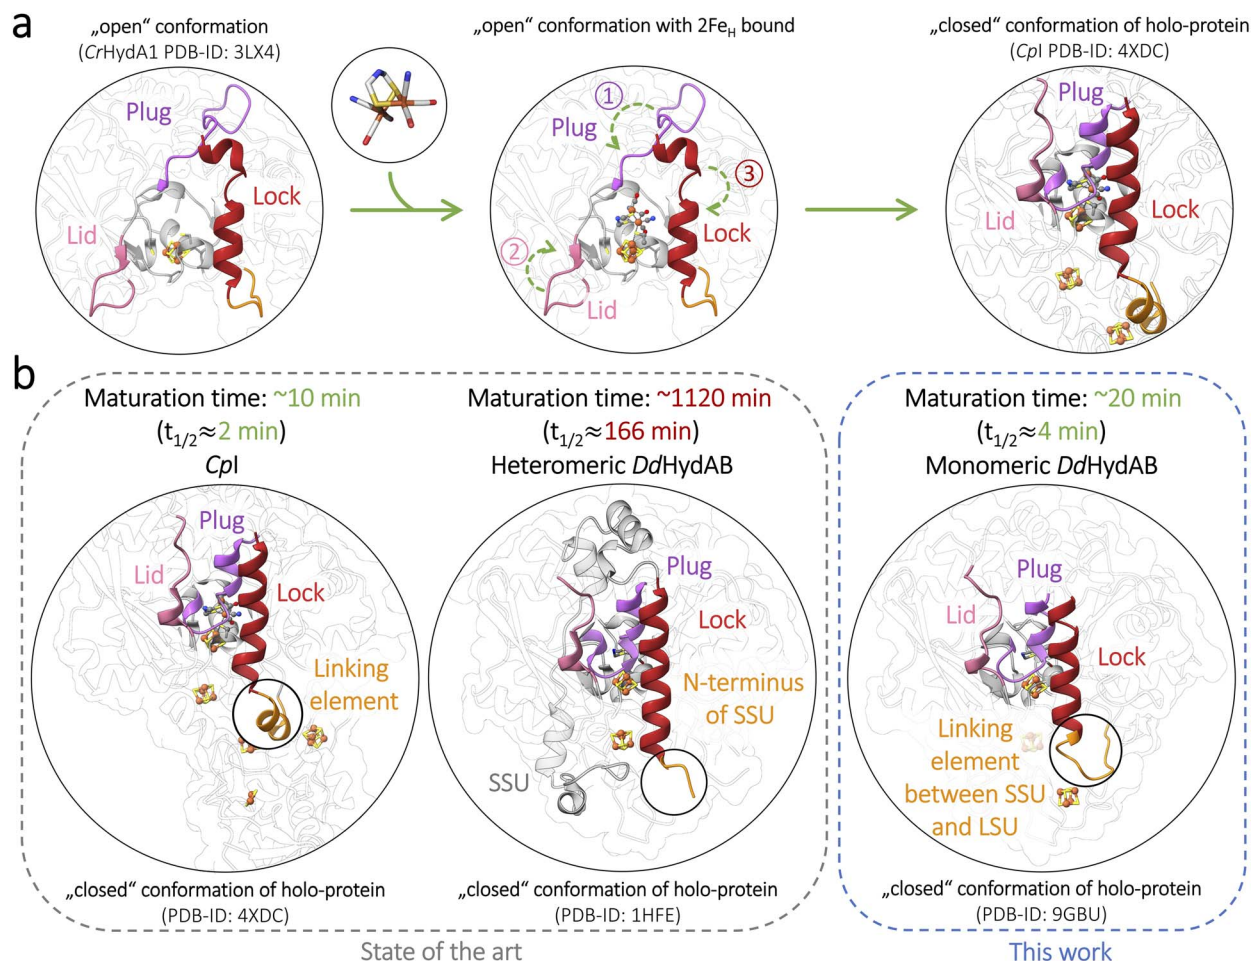 a
„open“ conformation
(CrHydA1 PDB-ID: 3LX4)
„open“ conformation with 2FeH bound
„closed“ conformation of holo-protein
(CpI PDB-ID: 4XDC)
Plug
Lock
Lid
1
Plug
3
Lock
2
Lid
Plug
Lid
Lock
b
Maturation time: ~10 min
(t1/2≈2 min)
CpI
Plug
Lid
Lock
Linking
element
„closed“ conformation of holo-protein
(PDB-ID: 4XDC)
Maturation time: ~1120 min
(t1/2≈166 min)
Heteromeric DdHydAB
Plug
Lock
N-terminus
of SSU
SSU
„closed“ conformation of holo-protein
(PDB-ID: 1HFE)
State of the art
Maturation time: ~20 min
(t1/2≈4 min)
Monomeric DdHydAB
Plug
Lid
Lock
Linking
element
between SSU
and LSU
„closed“ conformation of holo-protein
(PDB-ID: 9GBU)
This work